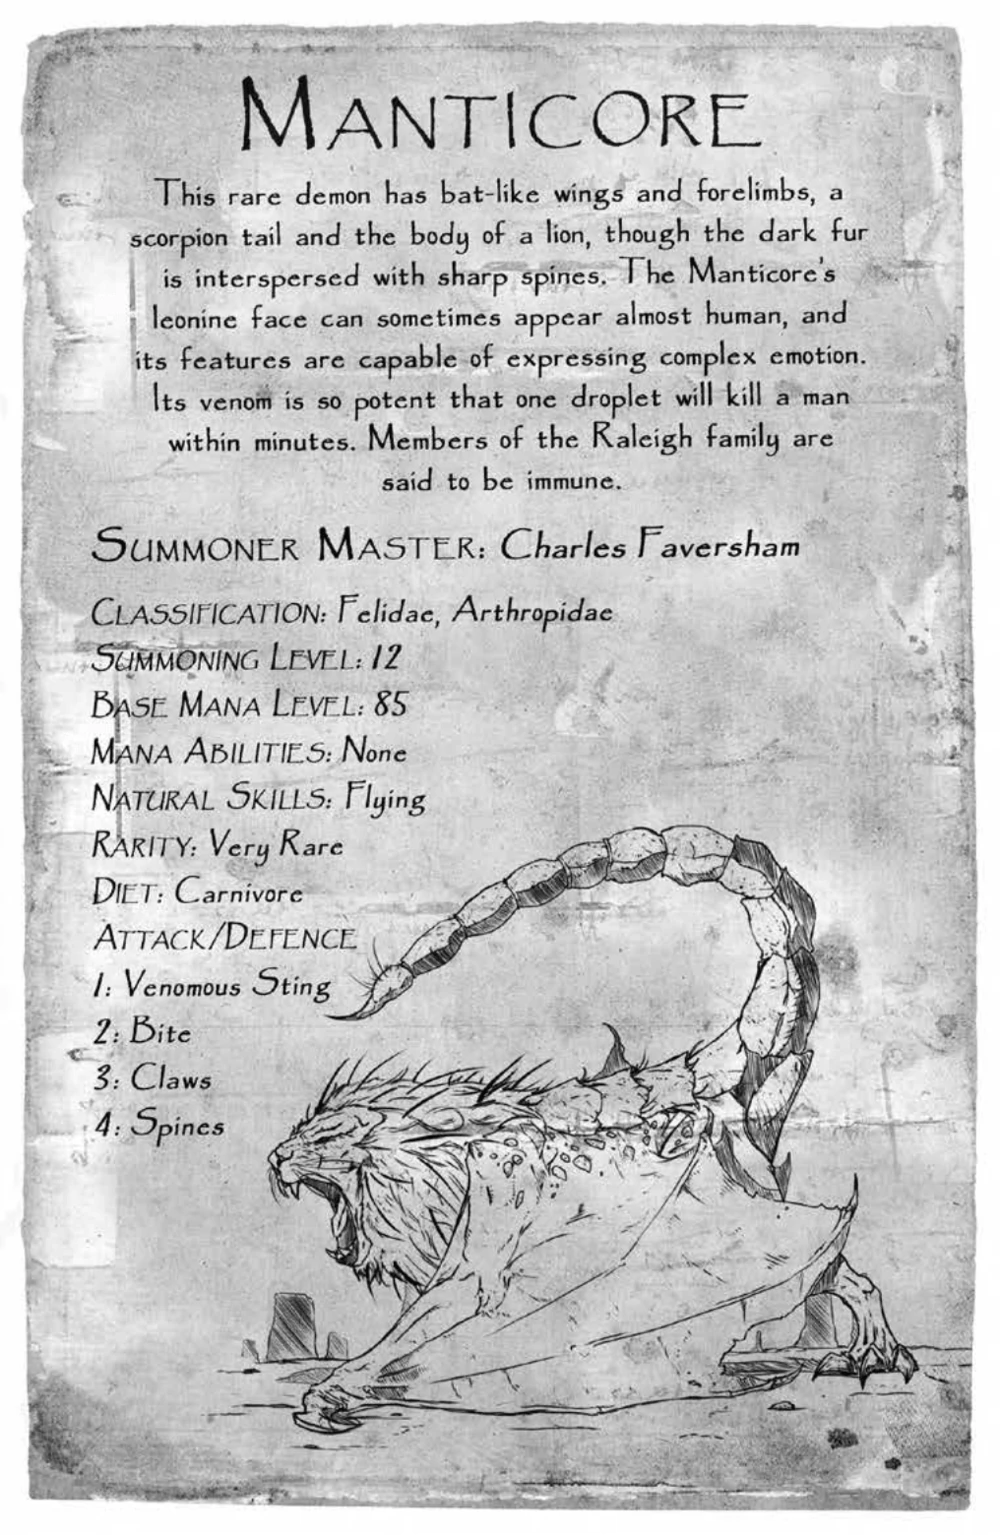 MANTICORE
This rare demon has bat-like wings and forelimbs, a
scorpion tail and the body of a lion, though the dark fur
is interspersed with sharp spines. The Manticore's
leonine face can sometimes appear almost human, and
its features are capable of expressing complex emotion.
Its venom is so potent that one droplet will kill a man
within minutes. Members of the Raleigh family are
said to be immune.
SUMMONER MASTER: Charles Faversham
CLASSIFICATION: Felidae, Arthropidae
SUMMONING LEVEL: 12
BASE MANA LEVEL: 85
MANA ABILITIES: None
NATURAL SKILLS: Flying
RARITY: Very Rare
DIET: Carnivore
ATTACK/DEFENCE
1: Venomous Sting
2: Bite
3: Claws
4: Spines